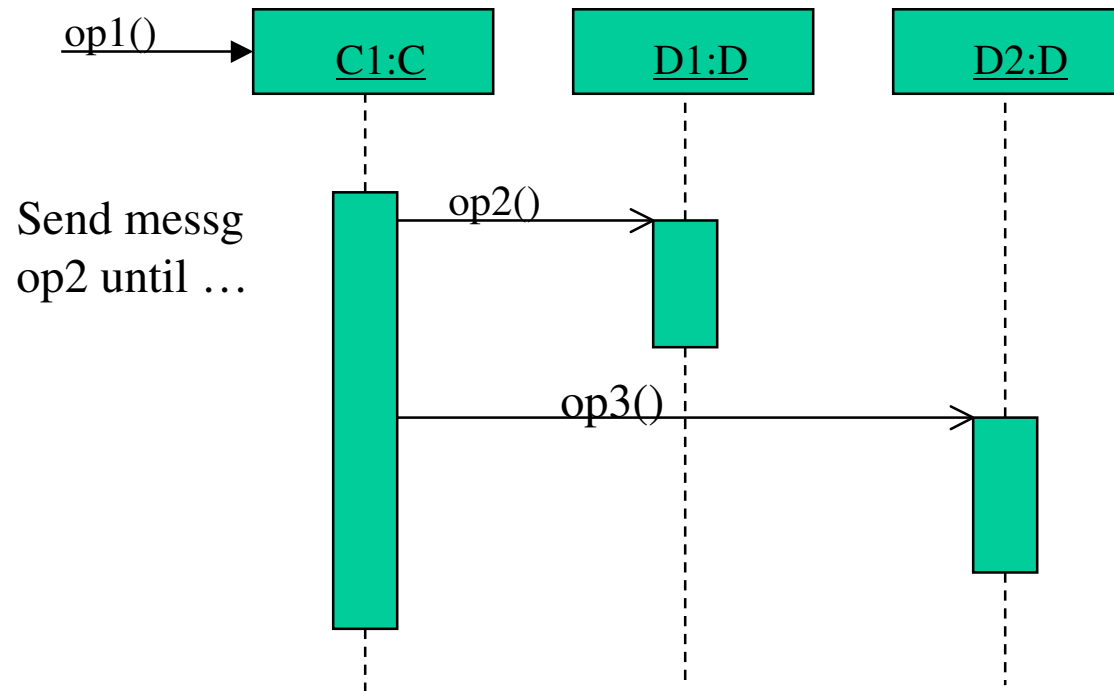 op1()
C1:C
D1:D
D2:D
Send messg
op2 until …
op2()
op3()